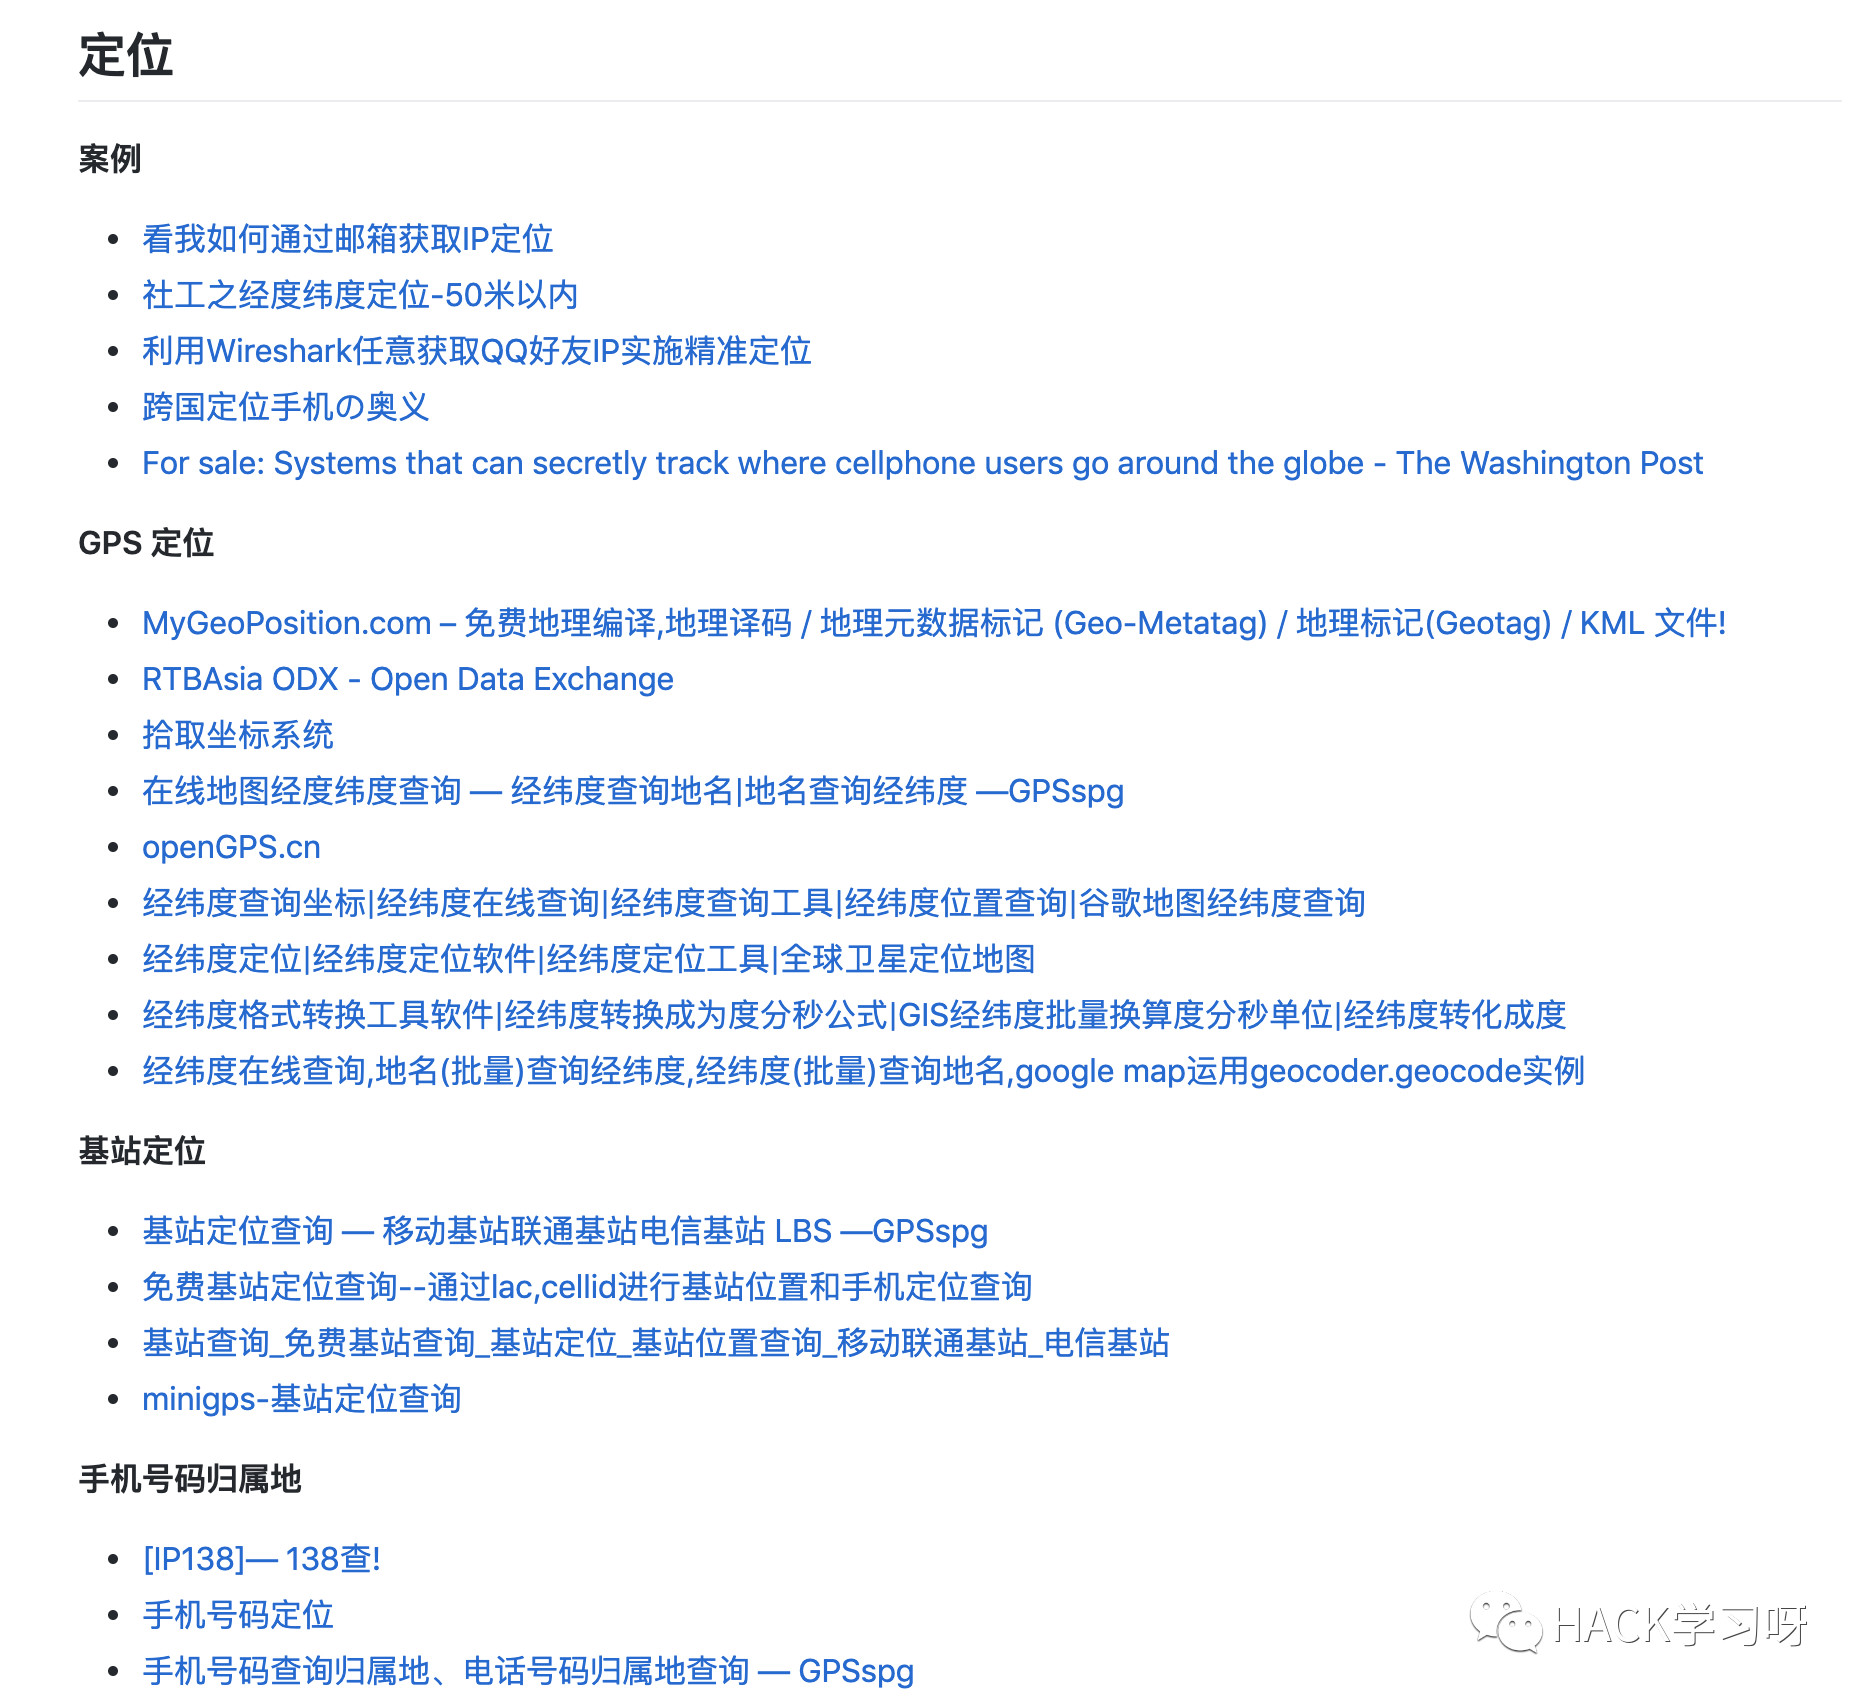 定位
案例
看我如何通过邮箱获取IP定位
社工之经度纬度定位-50米以内
利用Wireshark任意获取QQ好友IP实施精准定位
跨国定位手机の奥义
For sale: Systems that can secretly track where cellphone users go around the globe - The Washington Post
GPS 定位
MyGeoPosition.com – 免费地理编译,地理译码 / 地理元数据标记 (Geo-Metatag) / 地理标记(Geotag) / KML 文件!
RTBAsia ODX - Open Data Exchange
拾取坐标系统
在线地图经度纬度查询 — 经纬度查询地名|地名查询经纬度 —GPSspg
openGPS.cn
经纬度查询坐标|经纬度在线查询|经纬度查询工具|经纬度位置查询|谷歌地图经纬度查询
经纬度定位|经纬度定位软件|经纬度定位工具|全球卫星定位地图
经纬度格式转换工具软件|经纬度转换成为度分秒公式|GIS经纬度批量换算度分秒单位|经纬度转化成度
经纬度在线查询,地名(批量)查询经纬度,经纬度(批量)查询地名,google map运用geocoder.geocode实例
基站定位
基站定位查询 — 移动基站联通基站电信基站 LBS —GPSspg
免费基站定位查询--通过lac,cellid进行基站位置和手机定位查询
基站查询_免费基站查询_基站定位_基站位置查询_移动联通基站_电信基站
minigps-基站定位查询
手机号码归属地
[IP138]— 138查!
手机号码定位
手机号码查询归属地、电话号码归属地查询 — GPSspg
HACK学习呀